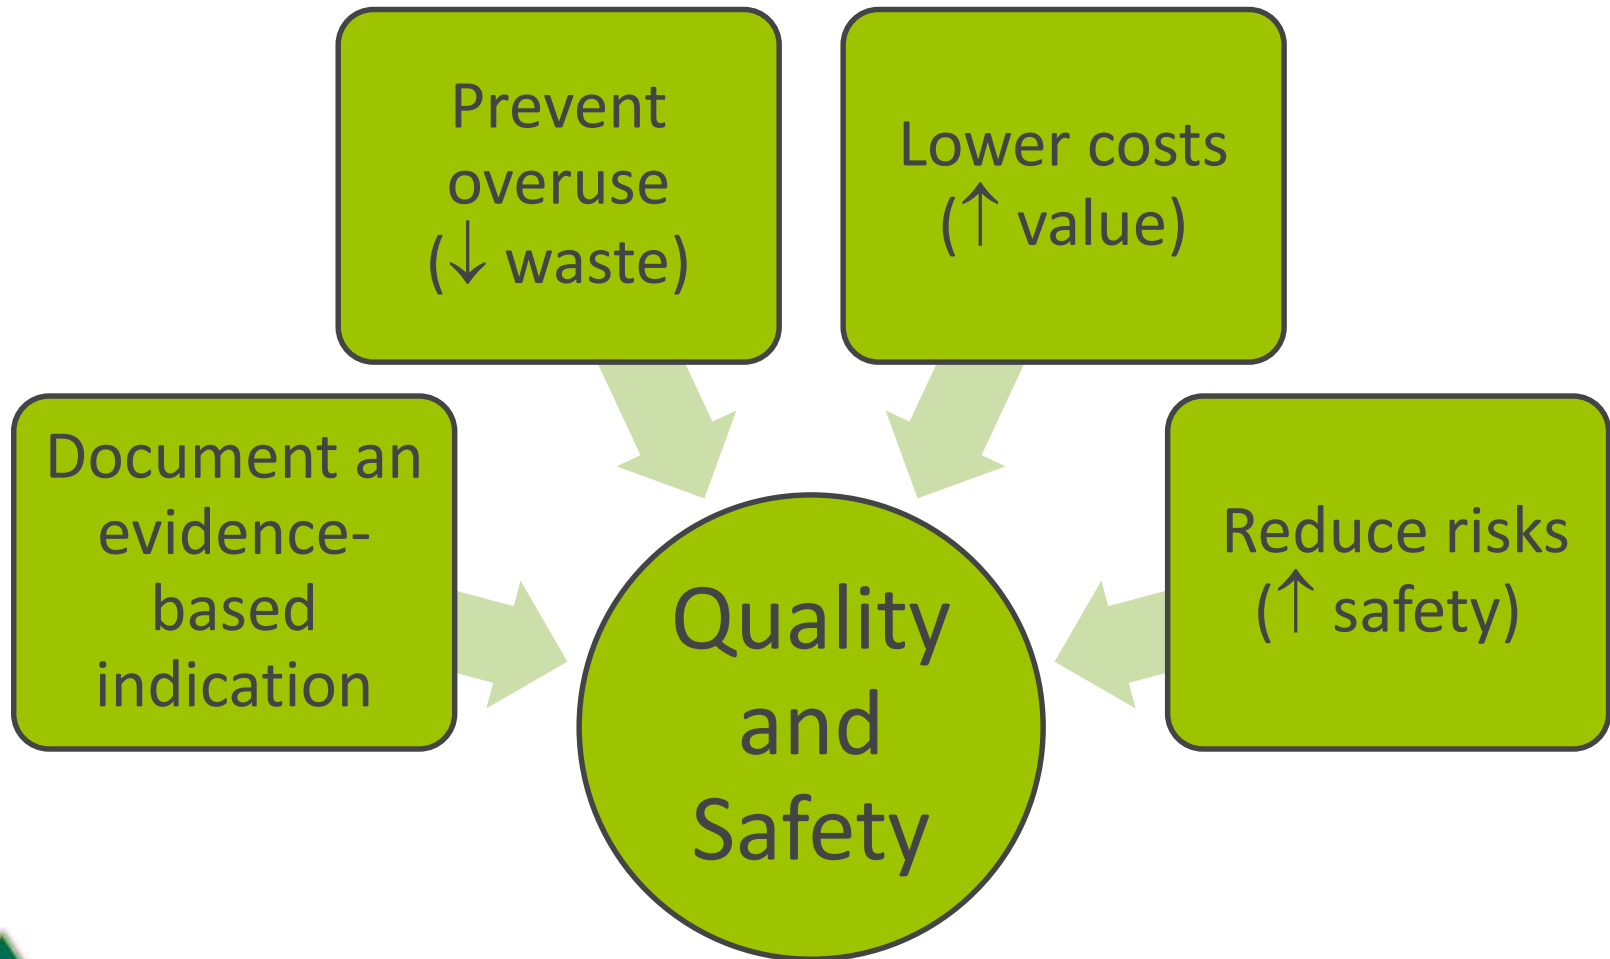 Prevent
overuse
(↓ waste)
Lower costs
(↑ value)
Document an
evidence-
based
indication
Reduce risks
(↑ safety)
Quality
and
Safety